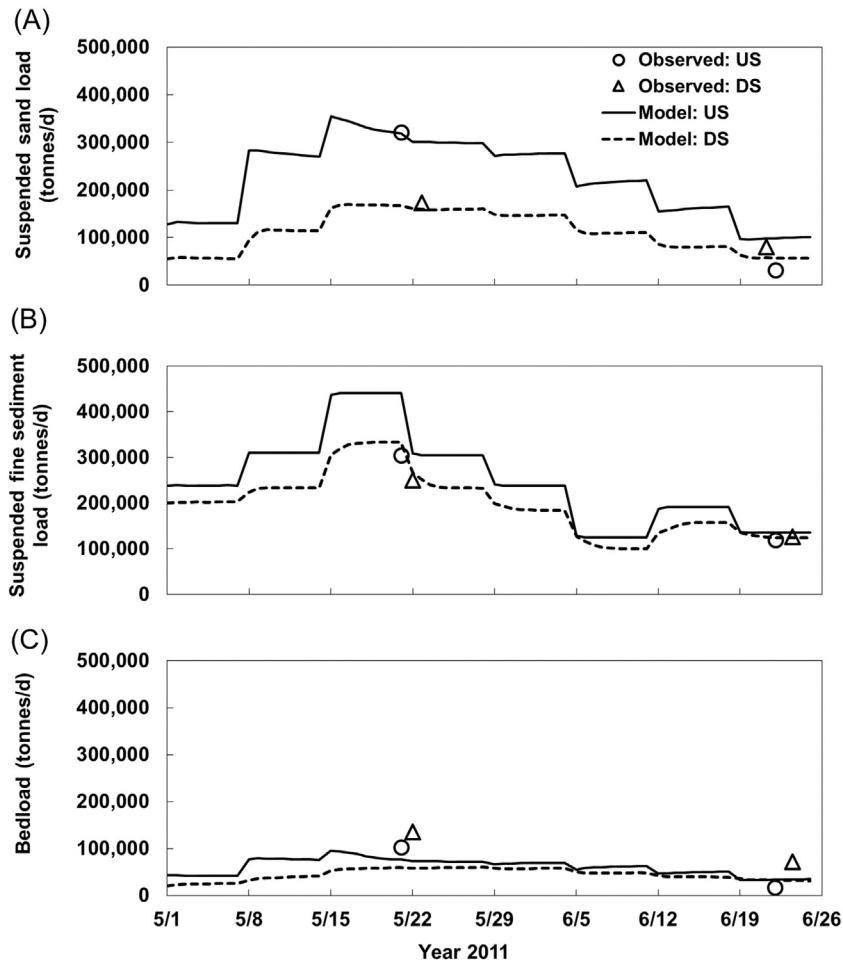 (A)
Suspended sand load
(tonnes/d)
500,000
400,000
300,000
200,000
100,000
0
Observed: US
Observed: DS
Model: US
Model: DS
(B)
Suspended fine sediment
load (tonnes/d)
500,000
400,000
300,000
200,000
100,000
0
(C)
Bedload (tonnes/d)
500,000
400,000
300,000
200,000
100,000
0
5/1 5/8 5/15 5/22 5/29 6/5 6/12 6/19 6/26
Year 2011